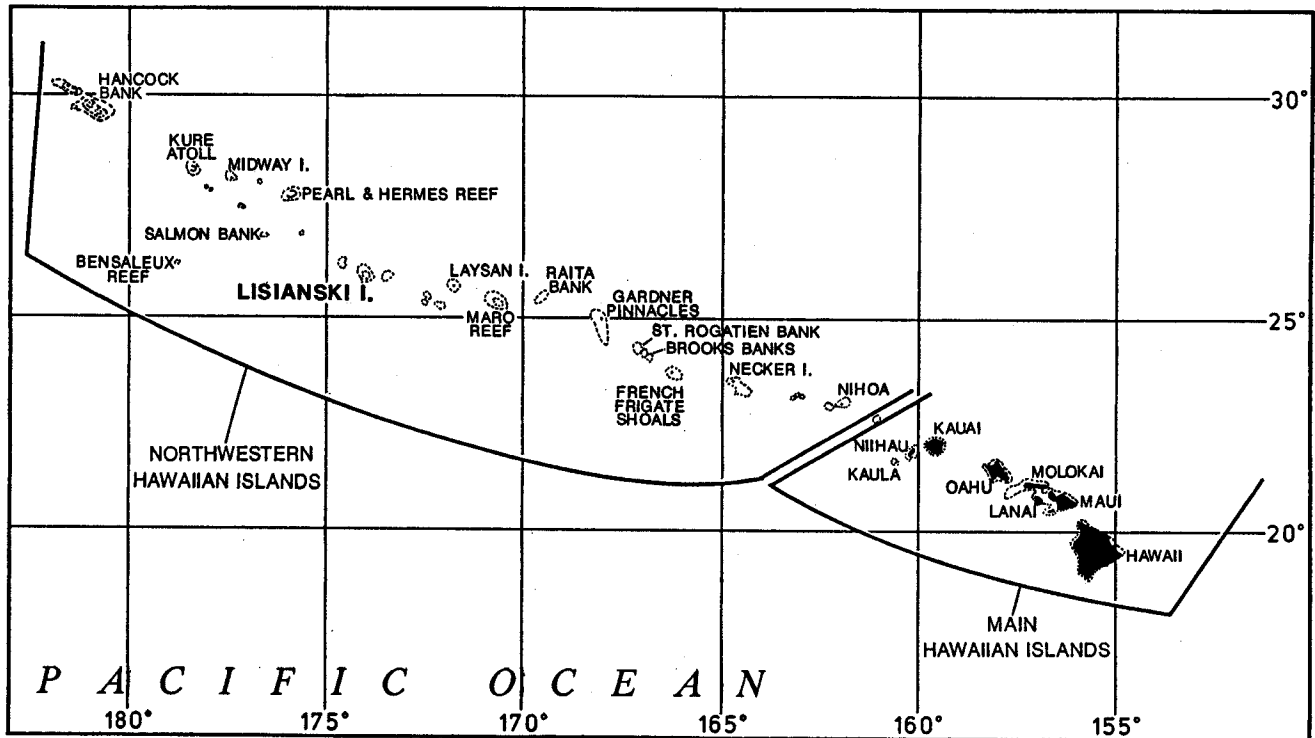 HANCOCK
BANK
30°
KURE
ATOLL
MIDWAY I.
PEARL & HERMES REEF
SALMON BANK
BENSALEUX
REEF
LISIANSKI I.
LAYSAN I.
RAITA
BANK
MARO
REEF
GARDNER
PINNACLES
25°
ST. ROGATIEN BANK
BROOKS BANKS
NECKER I.
FRENCH
FRIGATE
SHOALS
NIHOA
NORTHWESTERN
HAWAIIAN ISLANDS
NIIHAU
KAUAI
KAULA
OAHU
MOLOKAI
LANAI
MAUI
20°
HAWAII
MAIN
HAWAIIAN ISLANDS
PACIFIC OCEAN
180° 175° 170° 165° 160° 155°